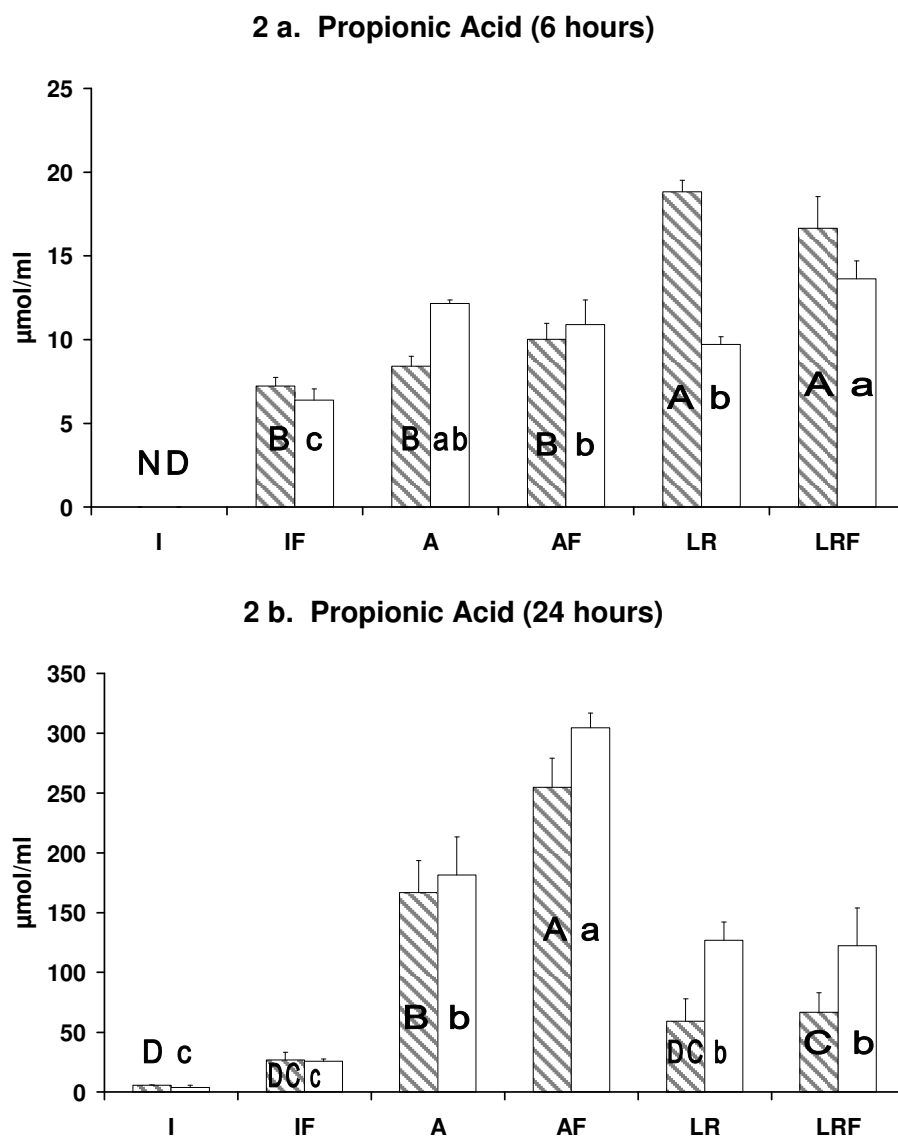 2 a. Propionic Acid (6 hours)
25
20
15
10
5
0
µmol/ml
ND
B c
B ab
B b
A b
A a
I IF A AF LR LRF
2 b. Propionic Acid (24 hours)
350
300
250
200
150
100
50
0
µmol/ml
D c
DC c
B b
A a
DC b
C b
I IF A AF LR LRF